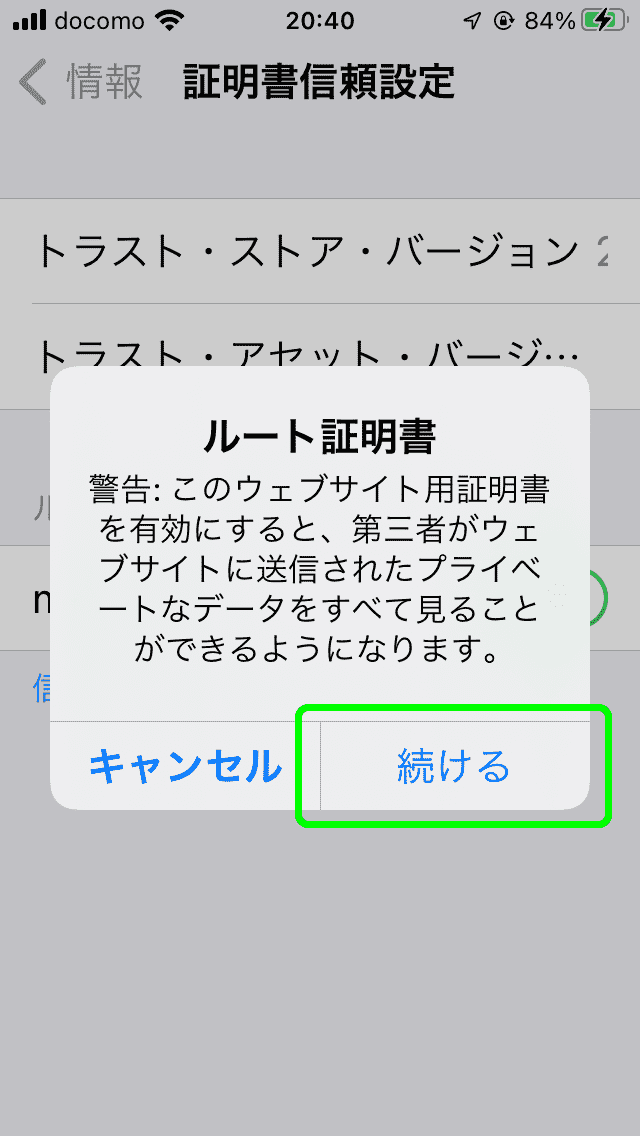 docomo 20:40 84%
情報 証明書信頼設定
トラスト・ストア・バージョン
トラスト・アセット・バージ…
ルート証明書
警告: このウェブサイト用証明書
を有効にすると、第三者がウェ
ブサイトに送信されたプライベ
ートなデータをすべて見ること
ができるようになります。
キャンセル 続ける